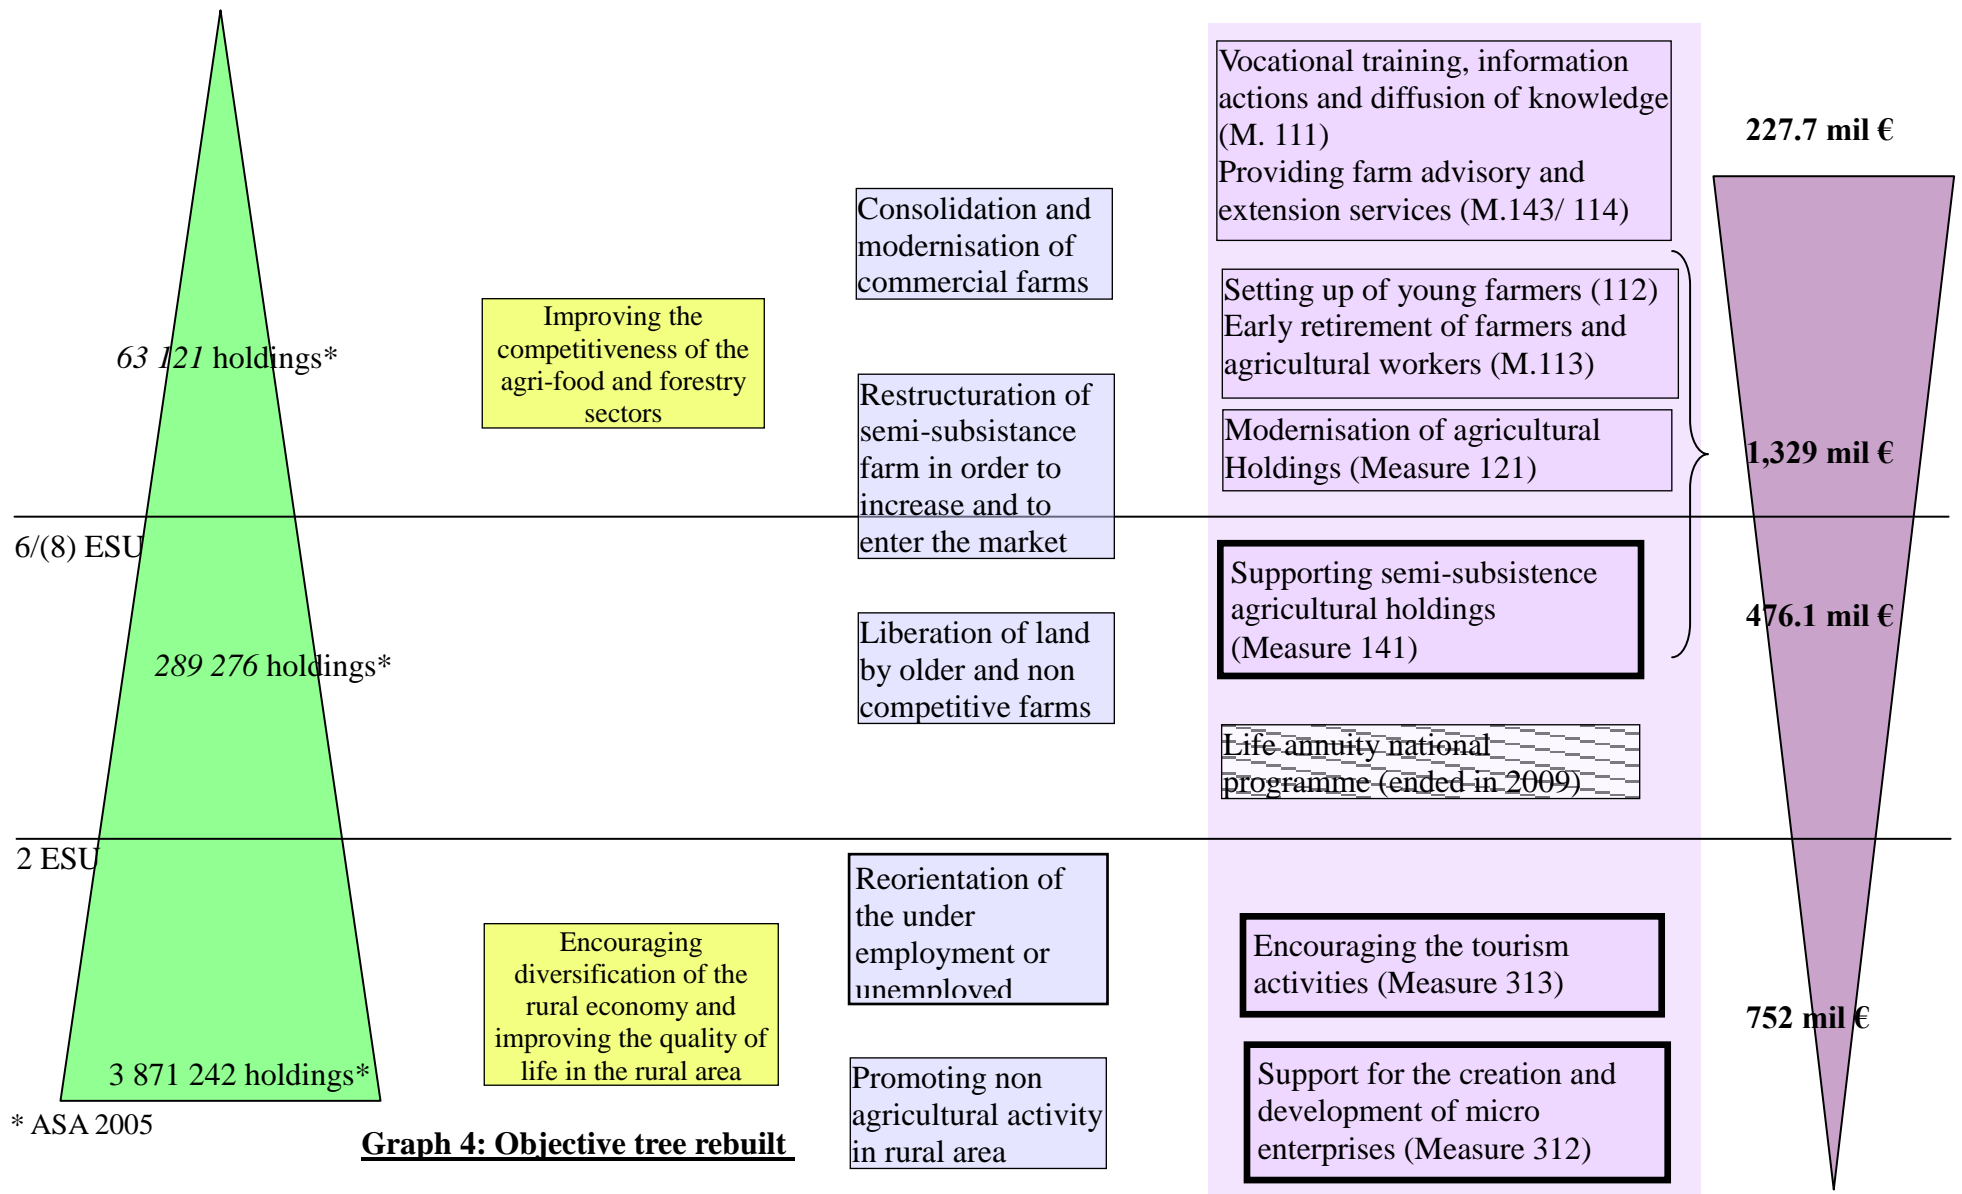 Vocational training, information
actions and diffusion of knowledge
(M. 111)
Providing farm advisory and
extension services (M.143/ 114)
227.7 mil €
Consolidation and
modernisation of
commercial farms
Setting up of young farmers (112)
Early retirement of farmers and
agricultural workers (M.113)
Improving the
competitiveness of the
agri-food and forestry
sectors
63 121 holdings*
Restructuration of
semi-subsistance
farm in order to
increase and to
enter the market
Modernisation of agricultural
Holdings (Measure 121)
1,329 mil €
6/(8) ESU
Supporting semi-subsistence
agricultural holdings
(Measure 141)
476.1 mil €
289 276 holdings*
Liberation of land
by older and non
competitive farms
Life annuity national
programme (ended in 2009)
2 ESU
Reorientation of
the under
employment or
unemployed
Encouraging
diversification of the
rural economy and
improving the quality of
life in the rural area
Encouraging the tourism
activities (Measure 313)
752 mil €
3 871 242 holdings*
Promoting non
agricultural activity
in rural area
Support for the creation and
development of micro
enterprises (Measure 312)
* ASA 2005
Graph 4: Objective tree rebuilt